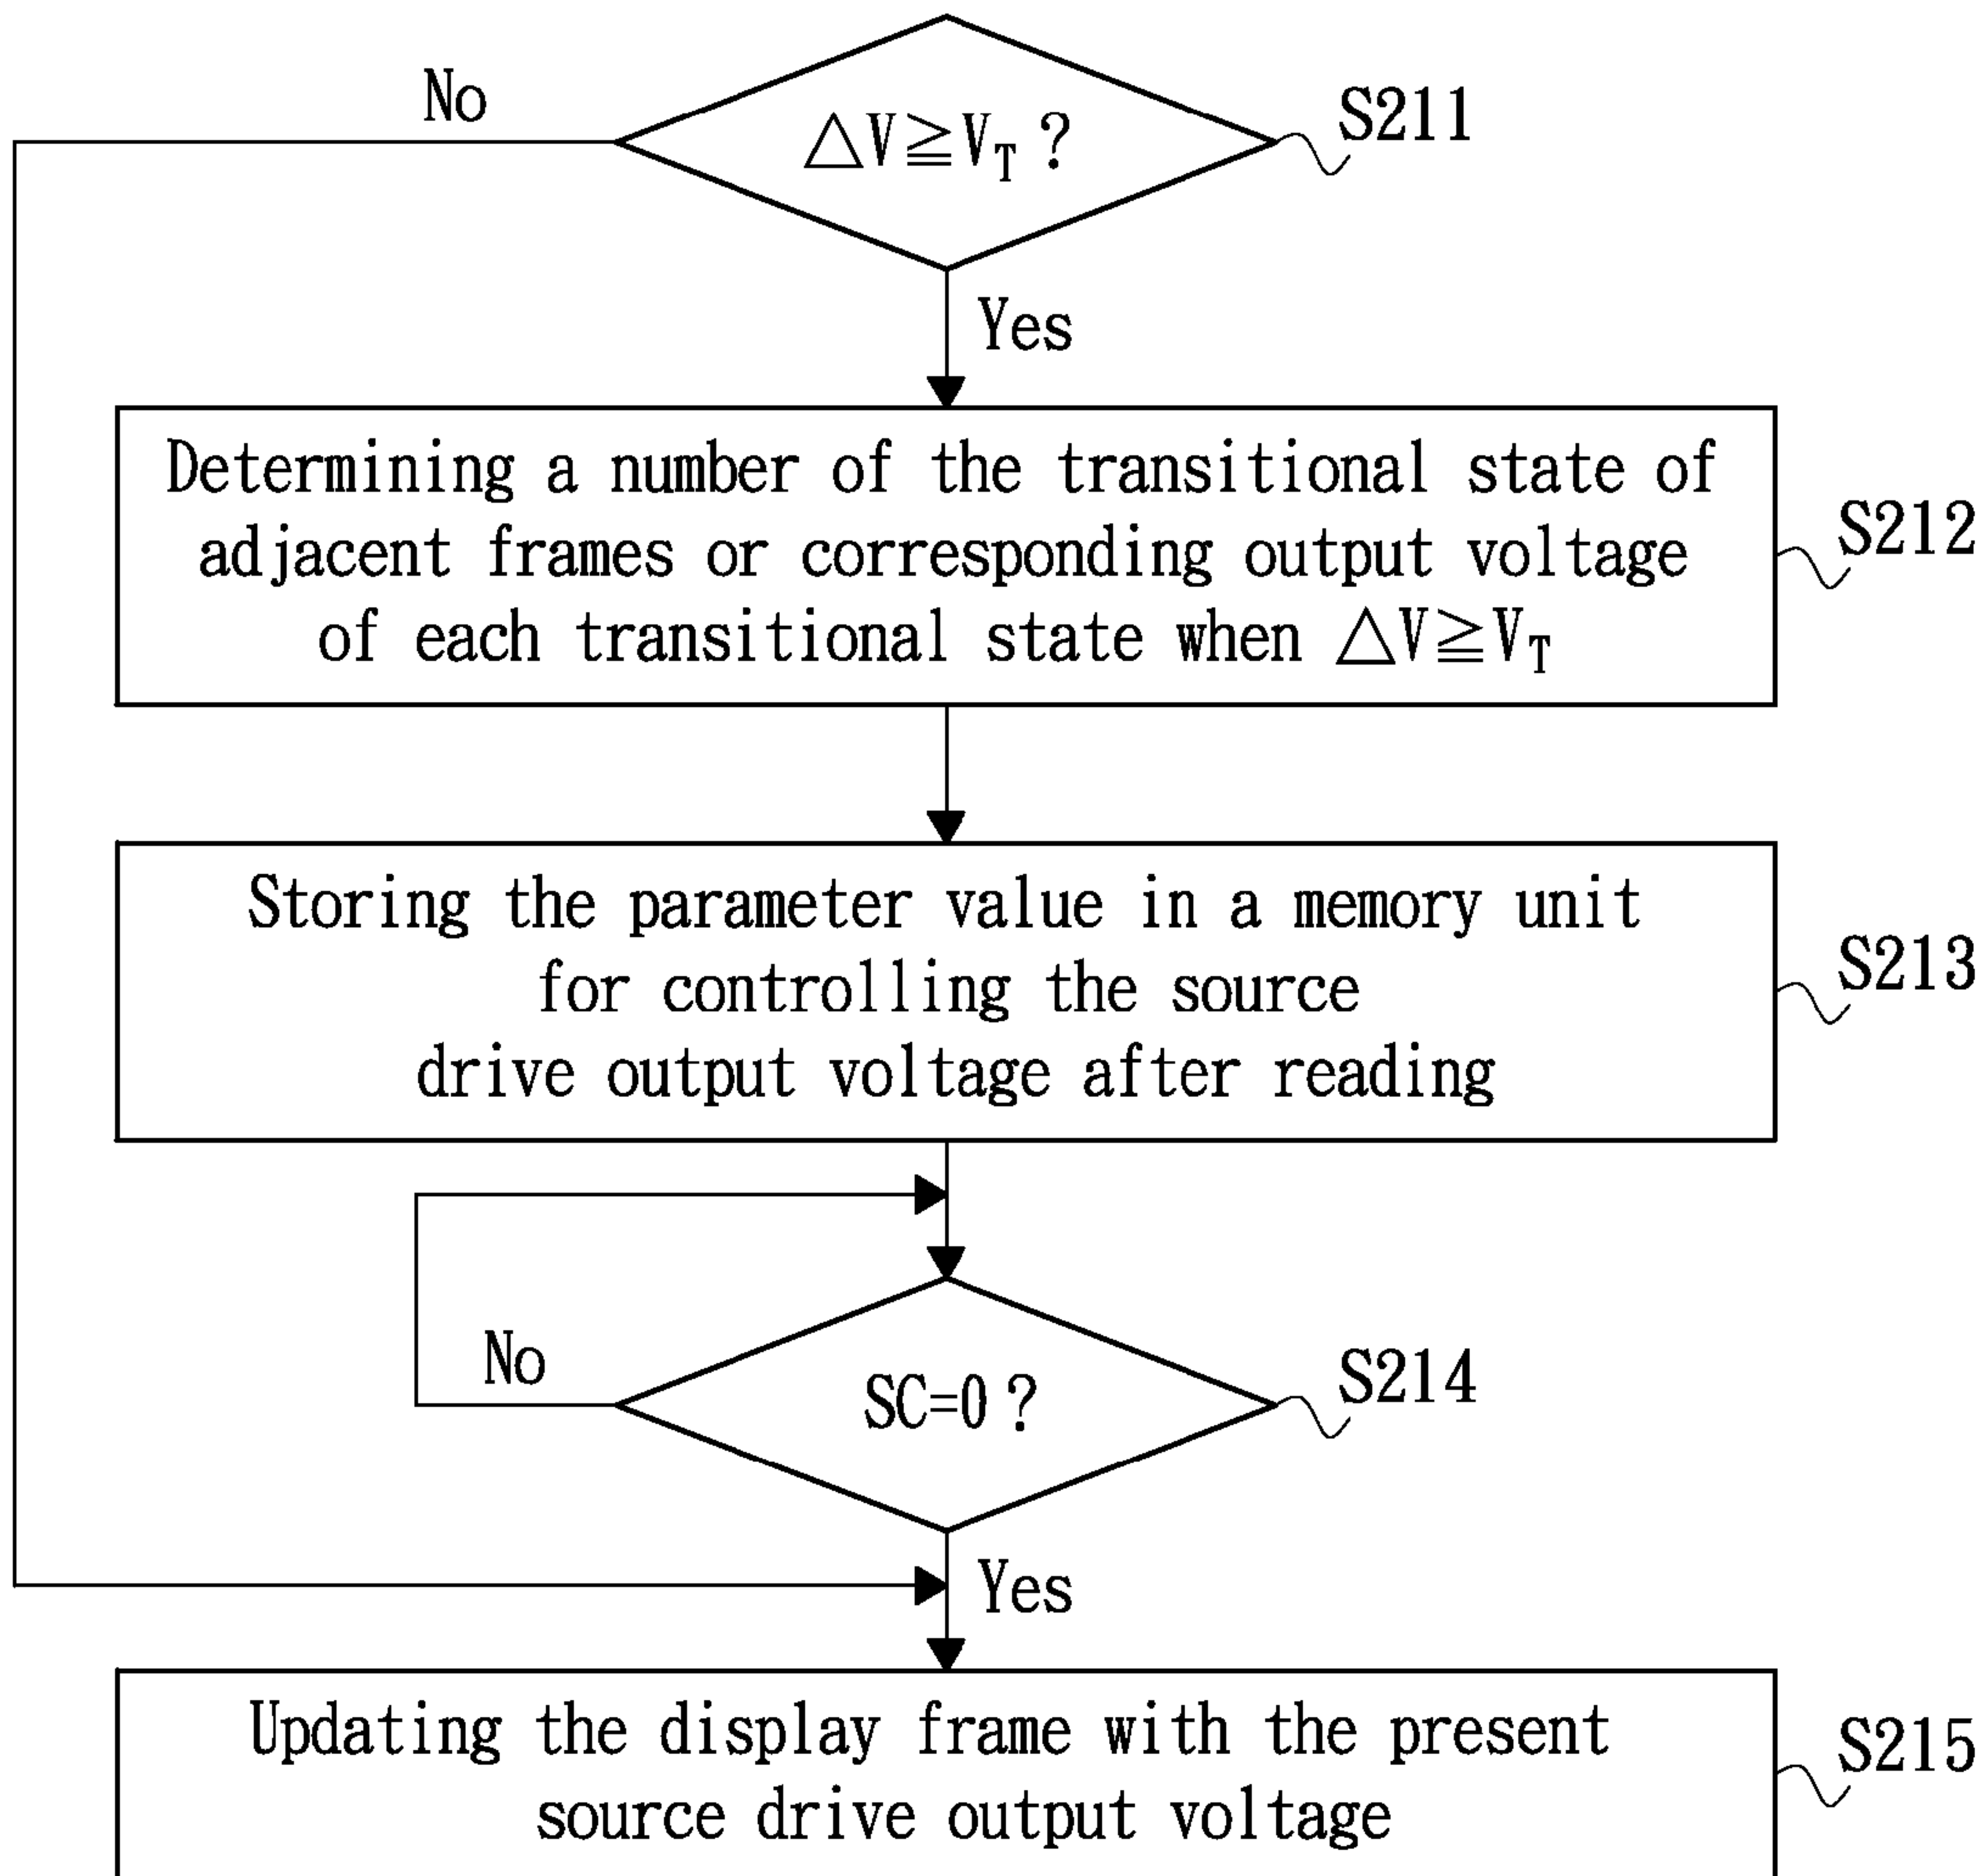 No
△V≧VT ?
S211
Yes
Determining a number of the transitional state of
adjacent frames or corresponding output voltage
of each transitional state when △V≧VT
S212
Storing the parameter value in a memory unit
for controlling the source
drive output voltage after reading
S213
No
SC=0 ?
S214
Yes
Updating the display frame with the present
source drive output voltage
S215